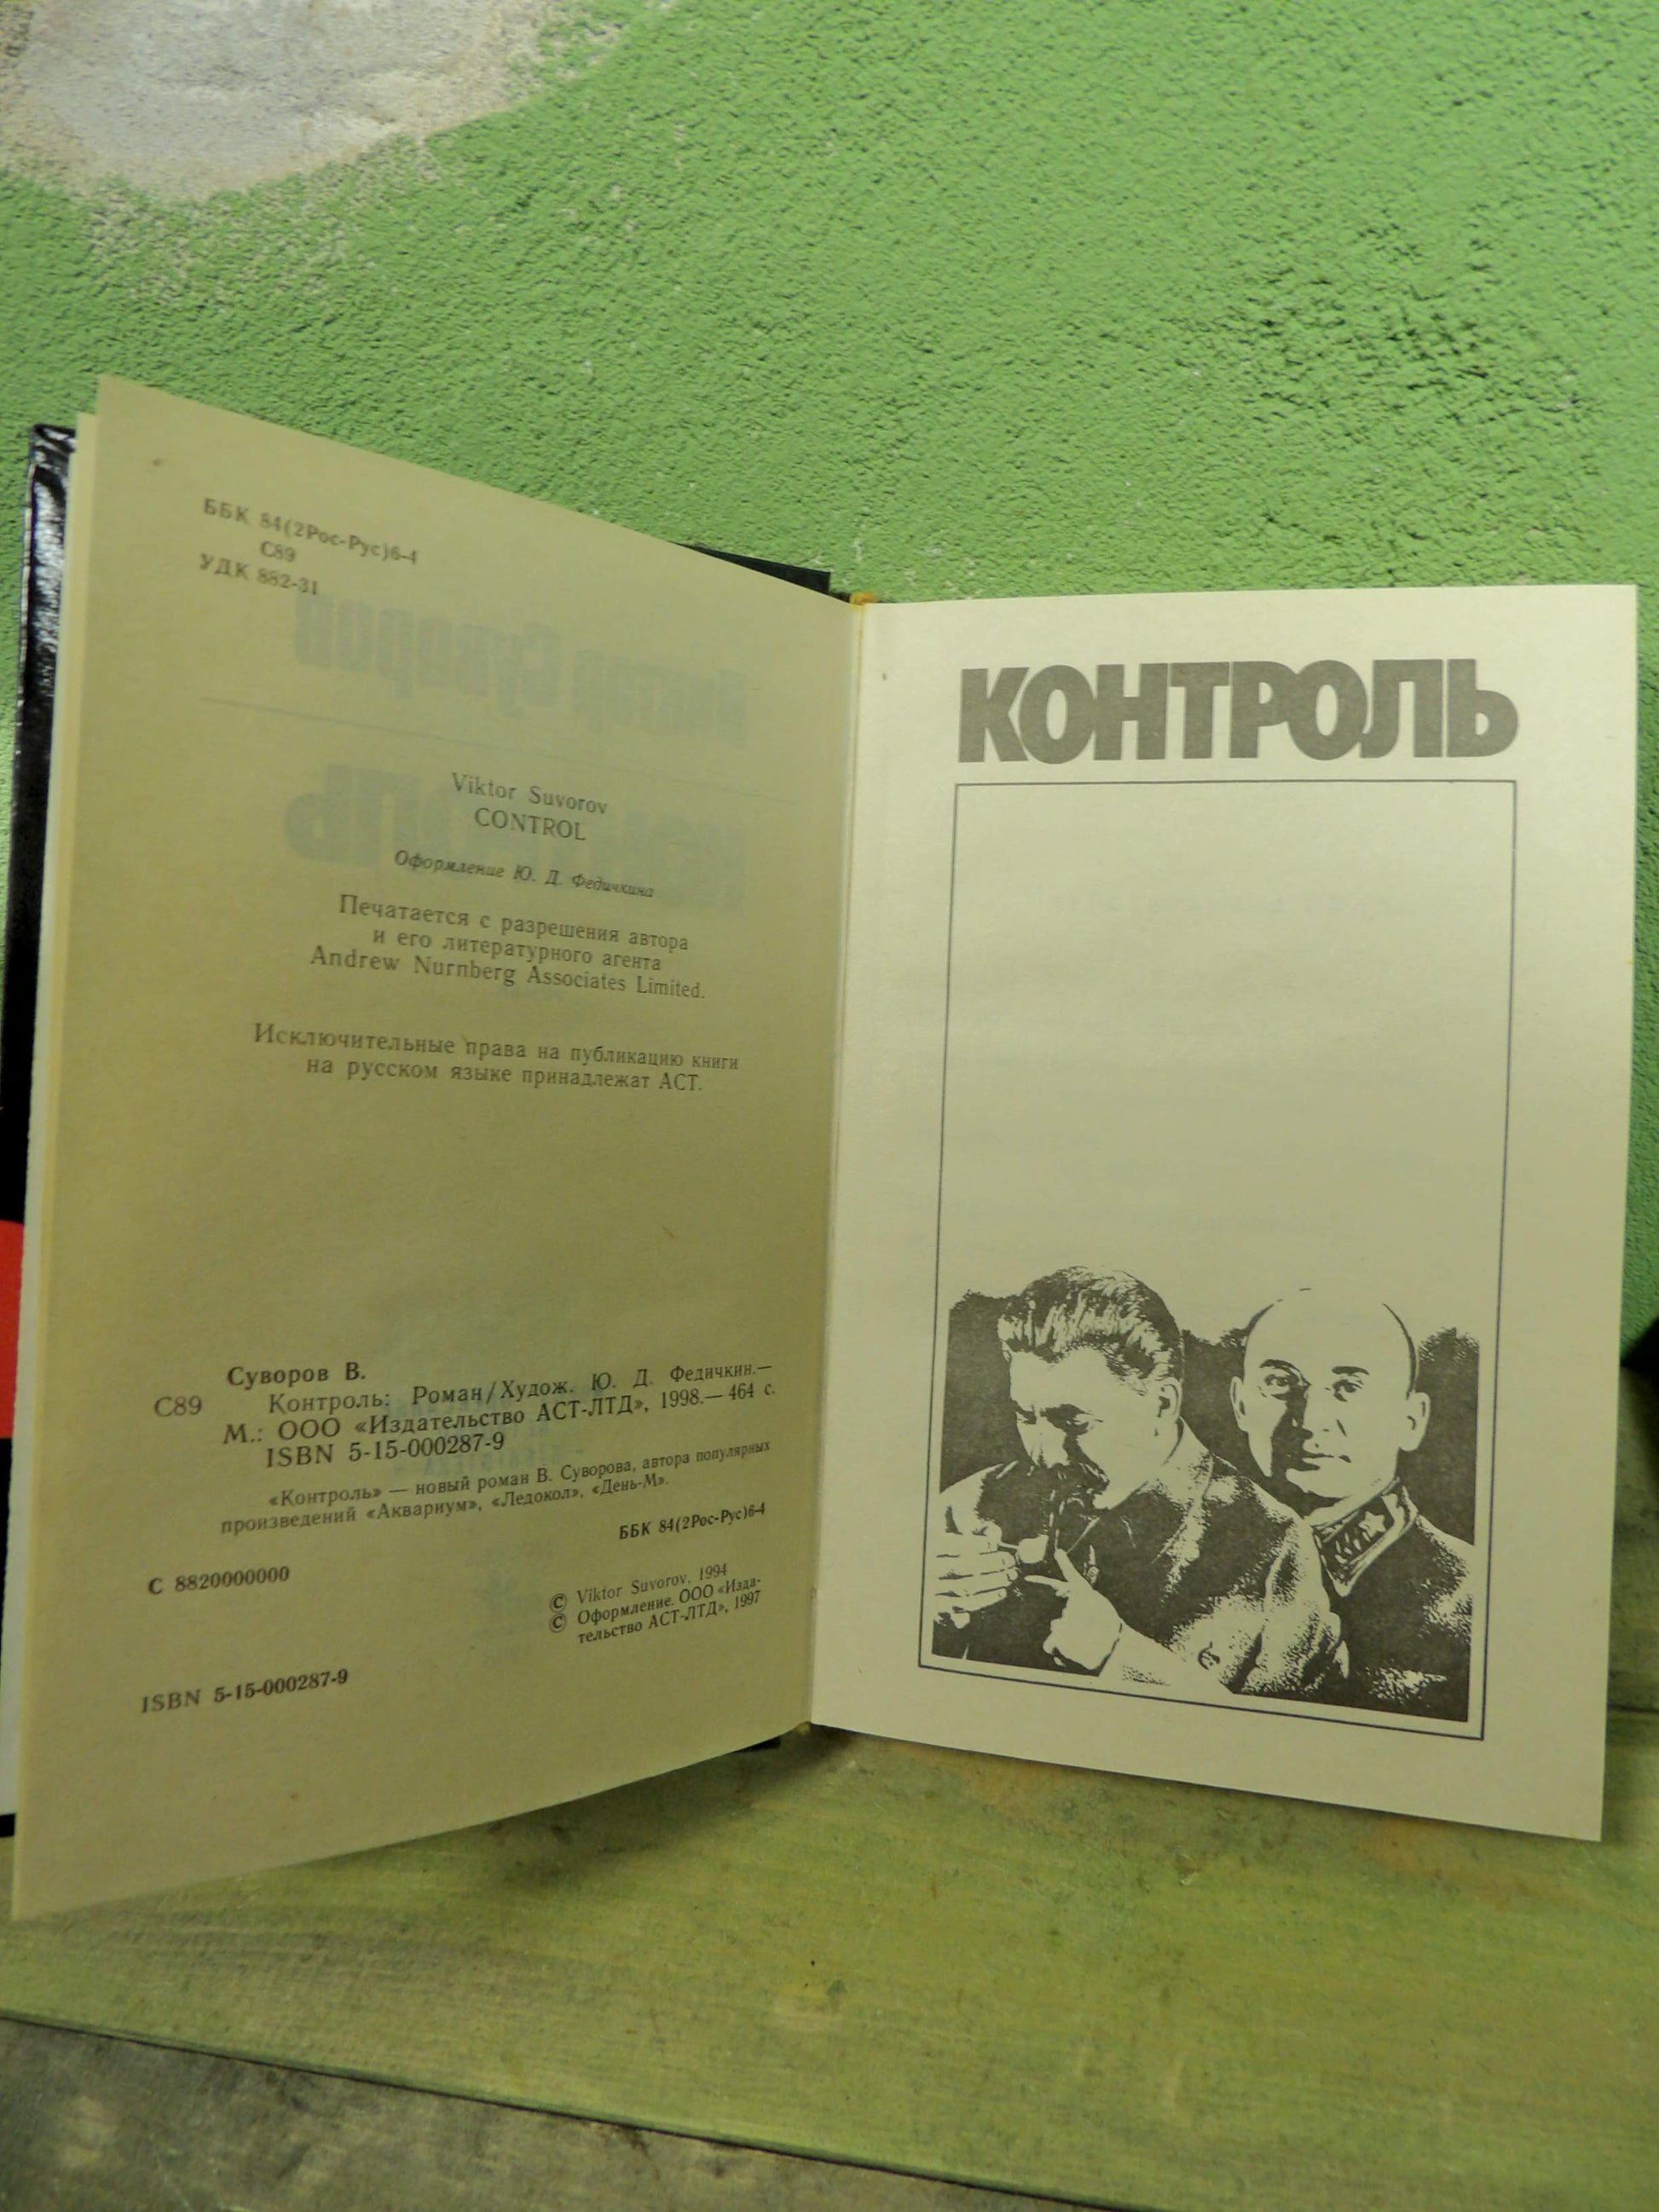 ББК 84(2Рос-Рус)6-4
С89
УДК 882-31
Viktor Suvorov
CONTROL
Оформление Ю. Д. Федичкина
Печатается с разрешения автора
и его литературного агента
Andrew Nurnberg Associates Limited.
Исключительные права на публикацию книги
на русском языке принадлежат АСТ.
Суворов В.
С89 Контроль: Роман/Худож. Ю. Д. Федичкин.—
М.: ООО «Издательство АСТ-ЛТД», 1998.— 464 с.
ISBN 5-15-000287-9
«Контроль» — новый роман В. Суворова, автора популярных
произведений «Аквариум», «Ледокол», «День-М».
ББК 84(2Рос-Рус)6-4
С 8820000000
© Viktor Suvorov, 1994
© Оформление. ООО «Изда-
тельство АСТ-ЛТД», 1997
ISBN 5-15-000287-9
КОНТРОЛЬ